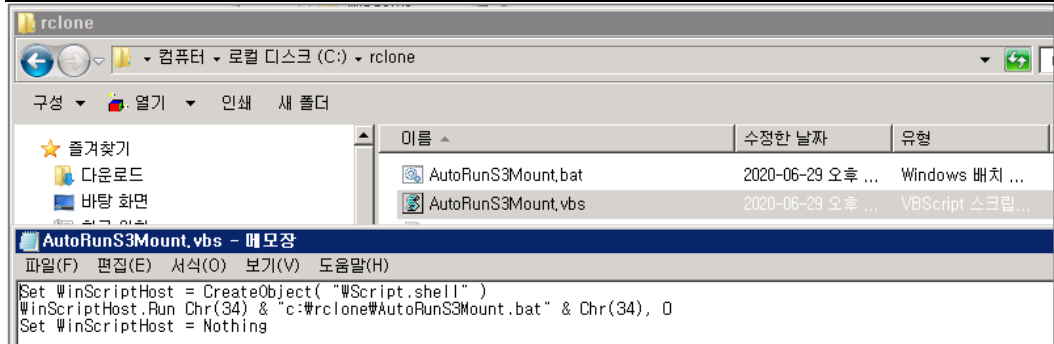 rclone
컴퓨터 ▾ 로컬 디스크 (C:) ▾ rclone
구성 ▾ 열기 ▾ 인쇄 새 폴더
즐겨찾기
다운로드
바탕 화면
이름 수정한 날짜 유형
AutoRunS3Mount.bat 2020-06-29 오후 ... Windows 배치 ...
AutoRunS3Mount.vbs 2020-06-29 오후 ... VBScript 스크립...
AutoRunS3Mount.vbs - 메모장
파일(F) 편집(E) 서식(O) 보기(V) 도움말(H)
Set WinScriptHost = CreateObject( "WScript.shell" )
WinScriptHost.Run Chr(34) & "c:₩rclone₩AutoRunS3Mount.bat" & Chr(34), 0
Set WinScriptHost = Nothing